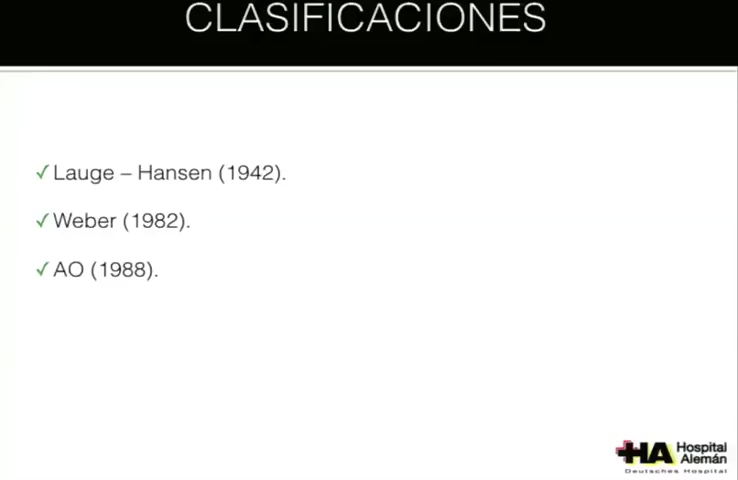 CLASIFICACIONES
✓Lauge – Hansen (1942).
✓Weber (1982).
✓AO (1988).
HA Hospital
Alemán
Deutsches Hospital